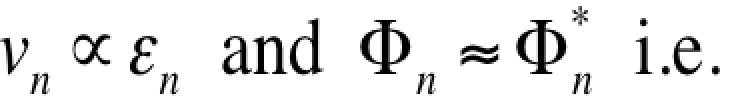 v_n ∝ ε_n and Φ_n ≈ Φ_n^* i.e.